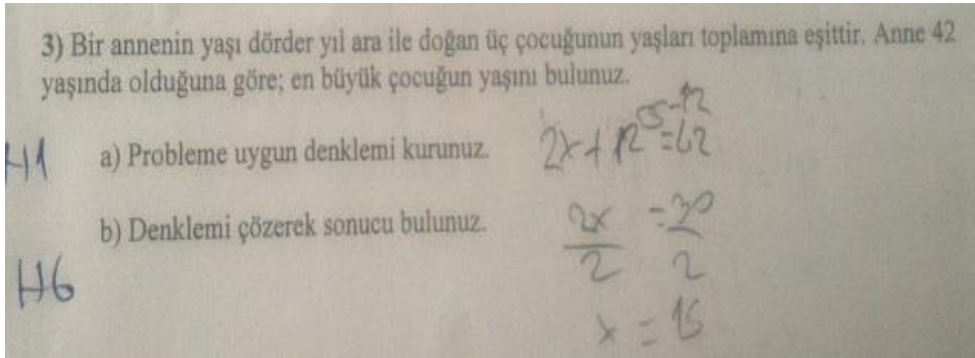 3) Bir annenin yaşı dörder yıl ara ile doğan üç çocuğunun yaşları toplamına eşittir. Anne 42
yaşında olduğuna göre; en büyük çocuğun yaşını bulunuz.
-12
H1 a) Probleme uygun denklemi kurunuz. 2x+12=42
b) Denklemi çözerek sonucu bulunuz. 2x = 30
H6 2 2
x = 15